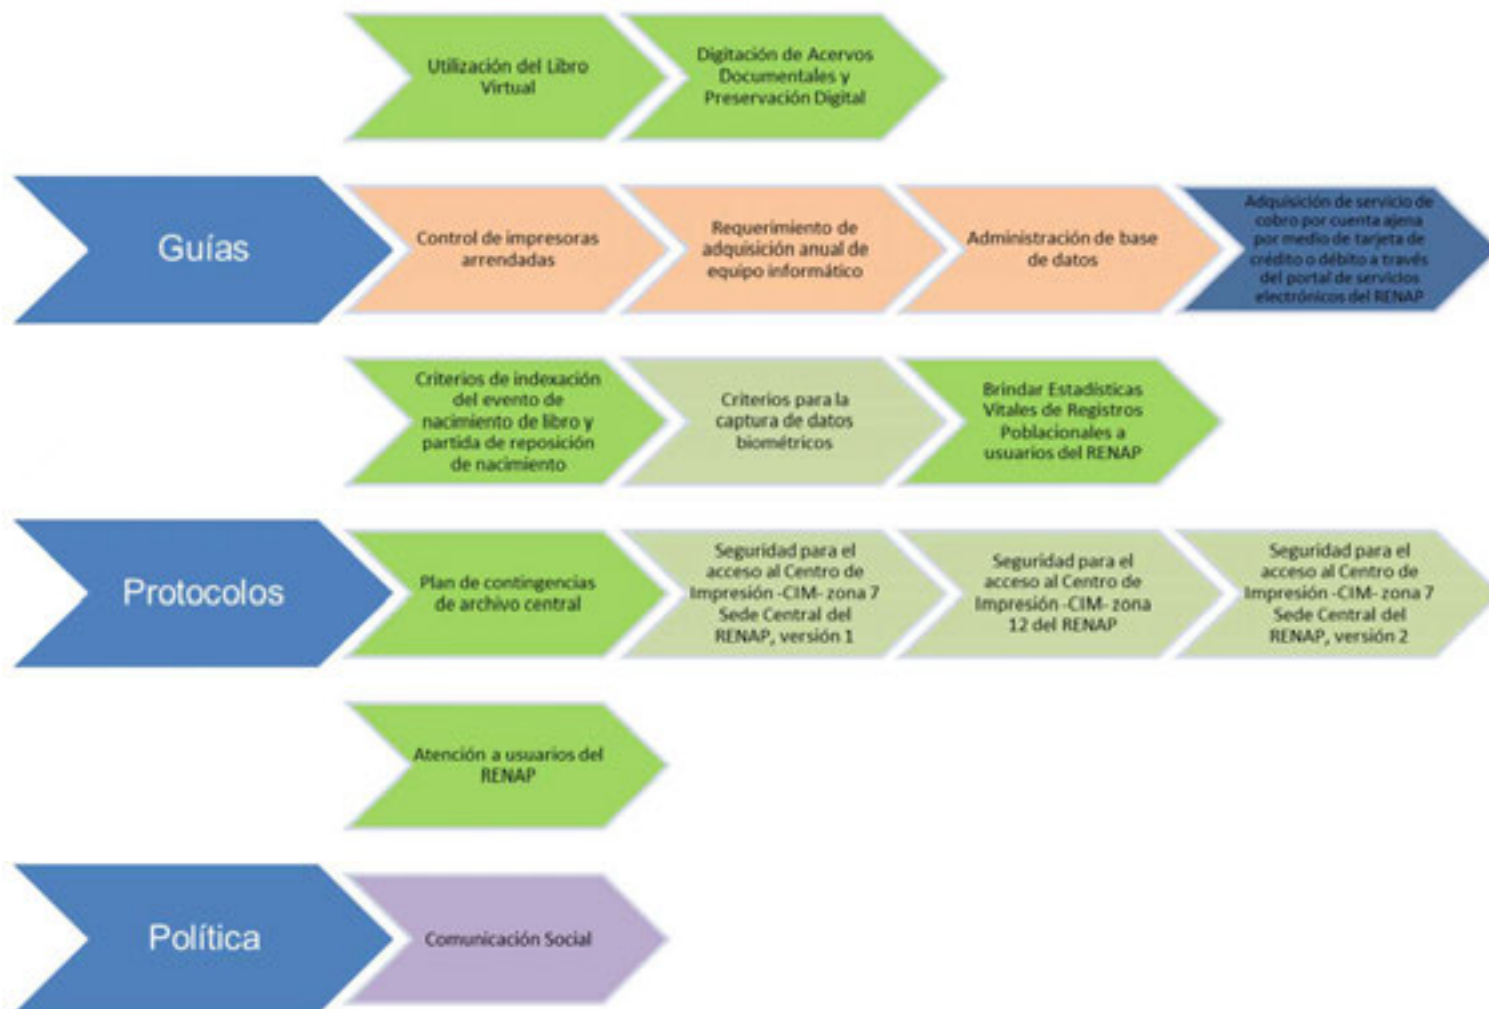 Utilización del Libro
Virtual
Digitación de Acervos
Documentales y
Preservación Digital
Guías
Control de impresoras
arrendadas
Requerimiento de
adquisición anual de
equipo informático
Administración de base
de datos
Adquisición de servicio de
cobro por cuenta ajena
por medio de tarjeta de
crédito o débito a través
del portal de servicios
electrónicos del RENAP
Criterios de indexación
del evento de
nacimiento de libro y
partida de reposición
de nacimiento
Criterios para la
captura de datos
biométricos
Brindar Estadísticas
Vitales de Registros
Poblacionales a
usuarios del RENAP
Protocolos
Plan de contingencias
de archivo central
Seguridad para el
acceso al Centro de
Impresión -CIM- zona 7
Sede Central del
RENAP, versión 1
Seguridad para el
acceso al Centro de
Impresión -CIM- zona
12 del RENAP
Seguridad para el
acceso al Centro de
Impresión -CIM- zona 7
Sede Central del
RENAP, versión 2
Atención a usuarios del
RENAP
Política
Comunicación Social